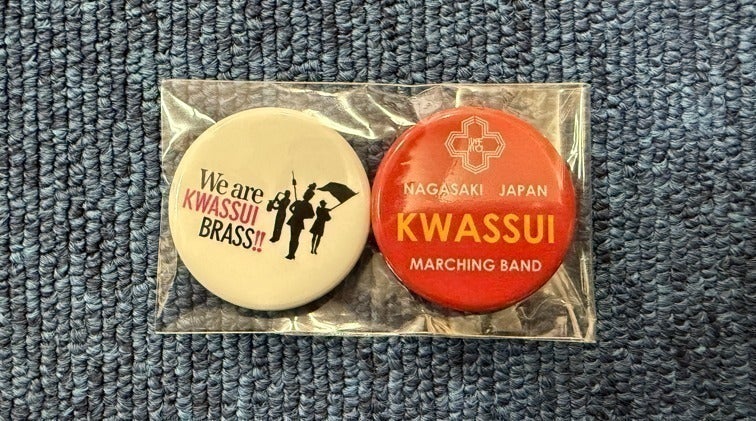 We are
KWASSUI
BRASS!!
NAGASAKI JAPAN
KWASSUI
MARCHING BAND